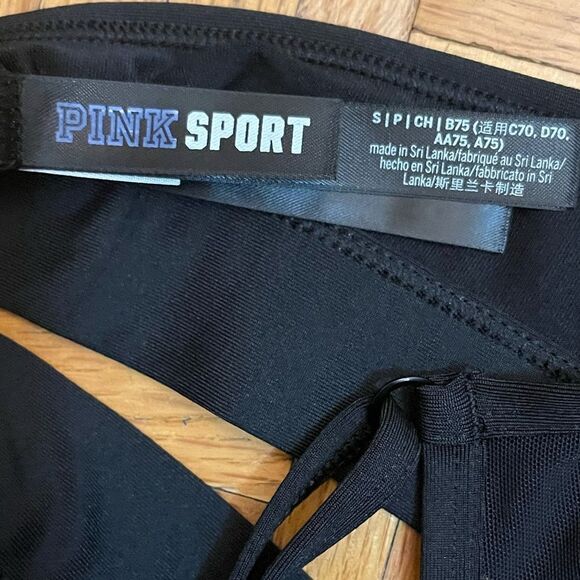 PINK SPORT
S | P | CH | B75 (适用C70, D70,
AA75, A75)
made in Sri Lanka/fabriqué au Sri Lanka/
hecho en Sri Lanka/fabbricato in Sri
Lanka/斯里兰卡制造